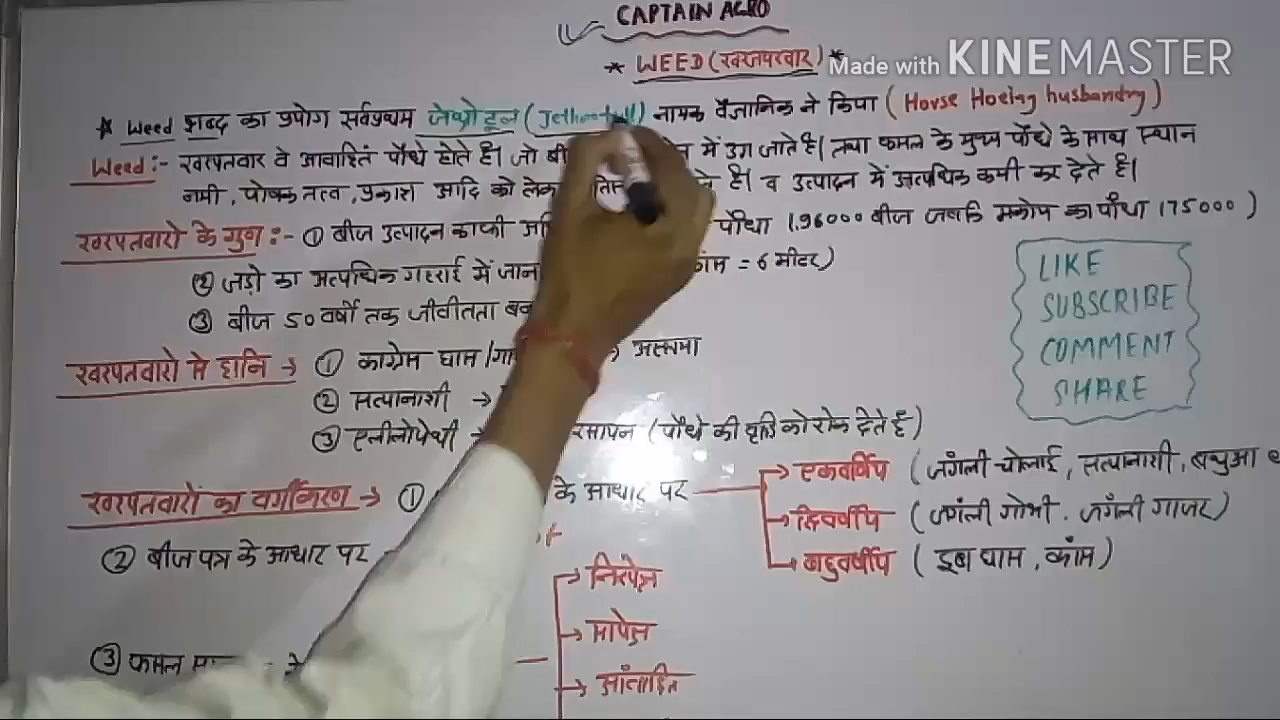 CAPTAIN AGRO
* WEED (खरपतवार) *
Made with KINEMASTER
* Weed शब्द का उपयोग सर्वप्रथम जेथ्रो टूल (Jethro tull) नामक वैज्ञानिक ने किया (Horse Hoeing husbandry)
Weed :- खरपतवार वे अवांहित पौधे होते है। जो में उग जाते है। तथा फसल के मुख्य पौधे के साथ स्थान
नमी, पोषक तत्व, प्रकाश आदि को लेकर है। व उत्पादन में अत्यधिक कमी कर देते है।
खरपतवारो के गुण :- ① बीज उत्पादन काफी पौधा 1.96000 बीज जबकि मकोय का पौधा 175000 )
② जड़ो का अत्यधिक गहराई में जाना कांस = 6 मीटर)
③ बीज 50 वर्षो तक जीवीतता
खरपतवारो से हानि → ① कांग्रेस घास / अस्थमा
② सत्यानाशी →
③ एलीलोपैथी → रसायन (पौधे की वृद्धि को रोक देते है)
LIKE
SUBSCRIBE
COMMENT
SHARE
खरपतवारों का वर्गीकरण → ① के आधार पर
→ एकवर्षिय (जंगली चोलाई, सत्यानाशी, बथुआ
→ द्विवर्षीय (जंगली गोभी. जंगली गाजर)
→ बहुवर्षीय (दूब घास, कांस)
② बीज पत्र के आधार पर
③ फसल
→ निरपेक्ष
→ सापेक्ष
→